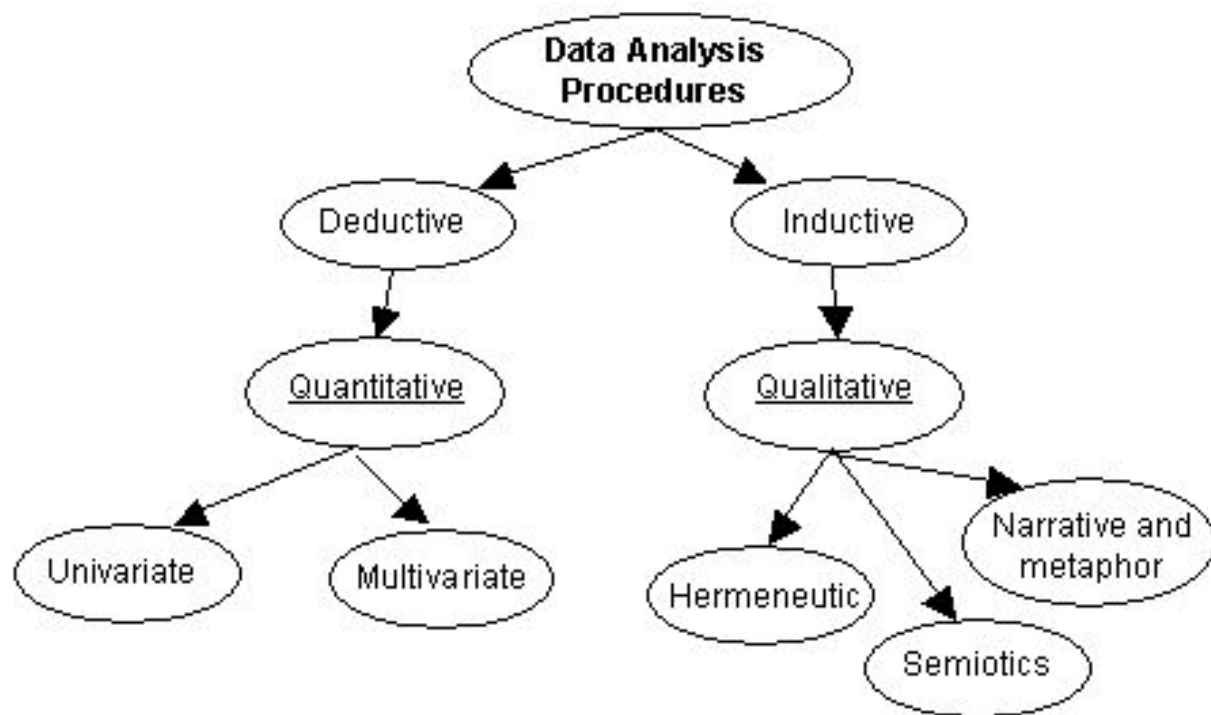 Data Analysis
Procedures
Deductive
Inductive
Quantitative
Qualitative
Univariate
Multivariate
Hermeneutic
Semiotics
Narrative and
metaphor